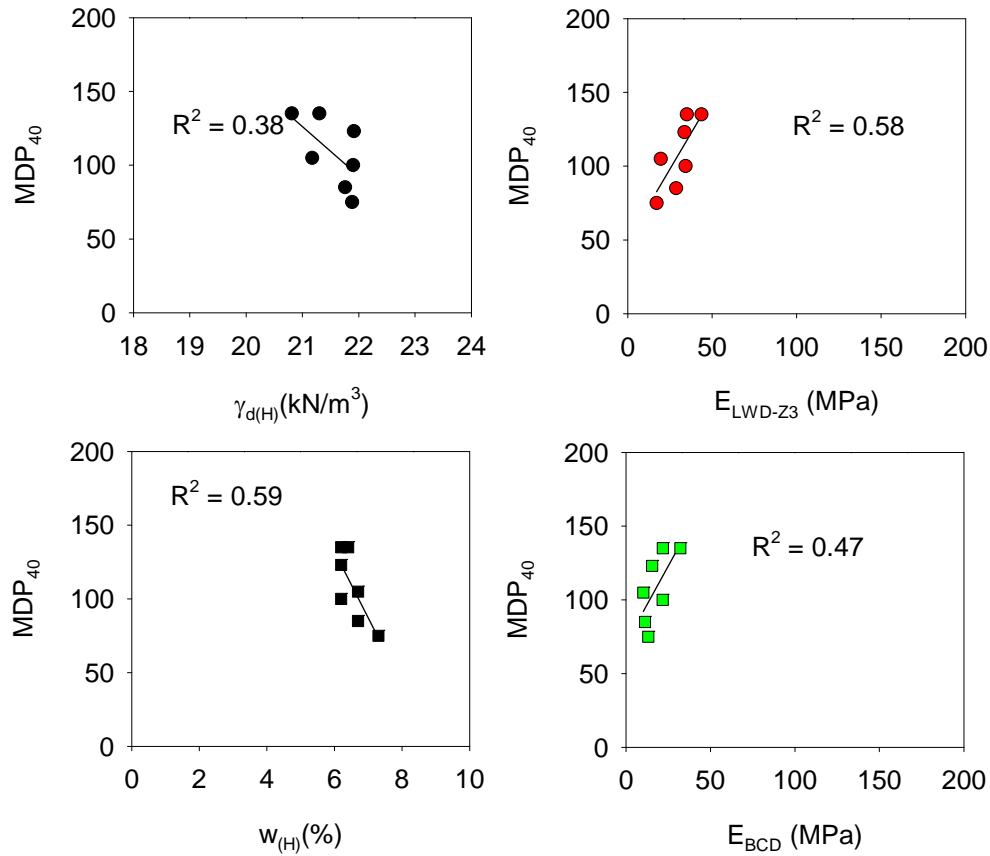 200
150
100
50
0
MDP40
R2 = 0.38
18 19 20 21 22 23 24
γd(H)(kN/m3)
200
150
100
50
0
MDP40
R2 = 0.58
0 50 100 150 200
ELWD-Z3 (MPa)
200
150
100
50
0
MDP40
R2 = 0.59
0 2 4 6 8 10
w(H)(%)
200
150
100
50
0
MDP40
R2 = 0.47
0 50 100 150 200
EBCD (MPa)